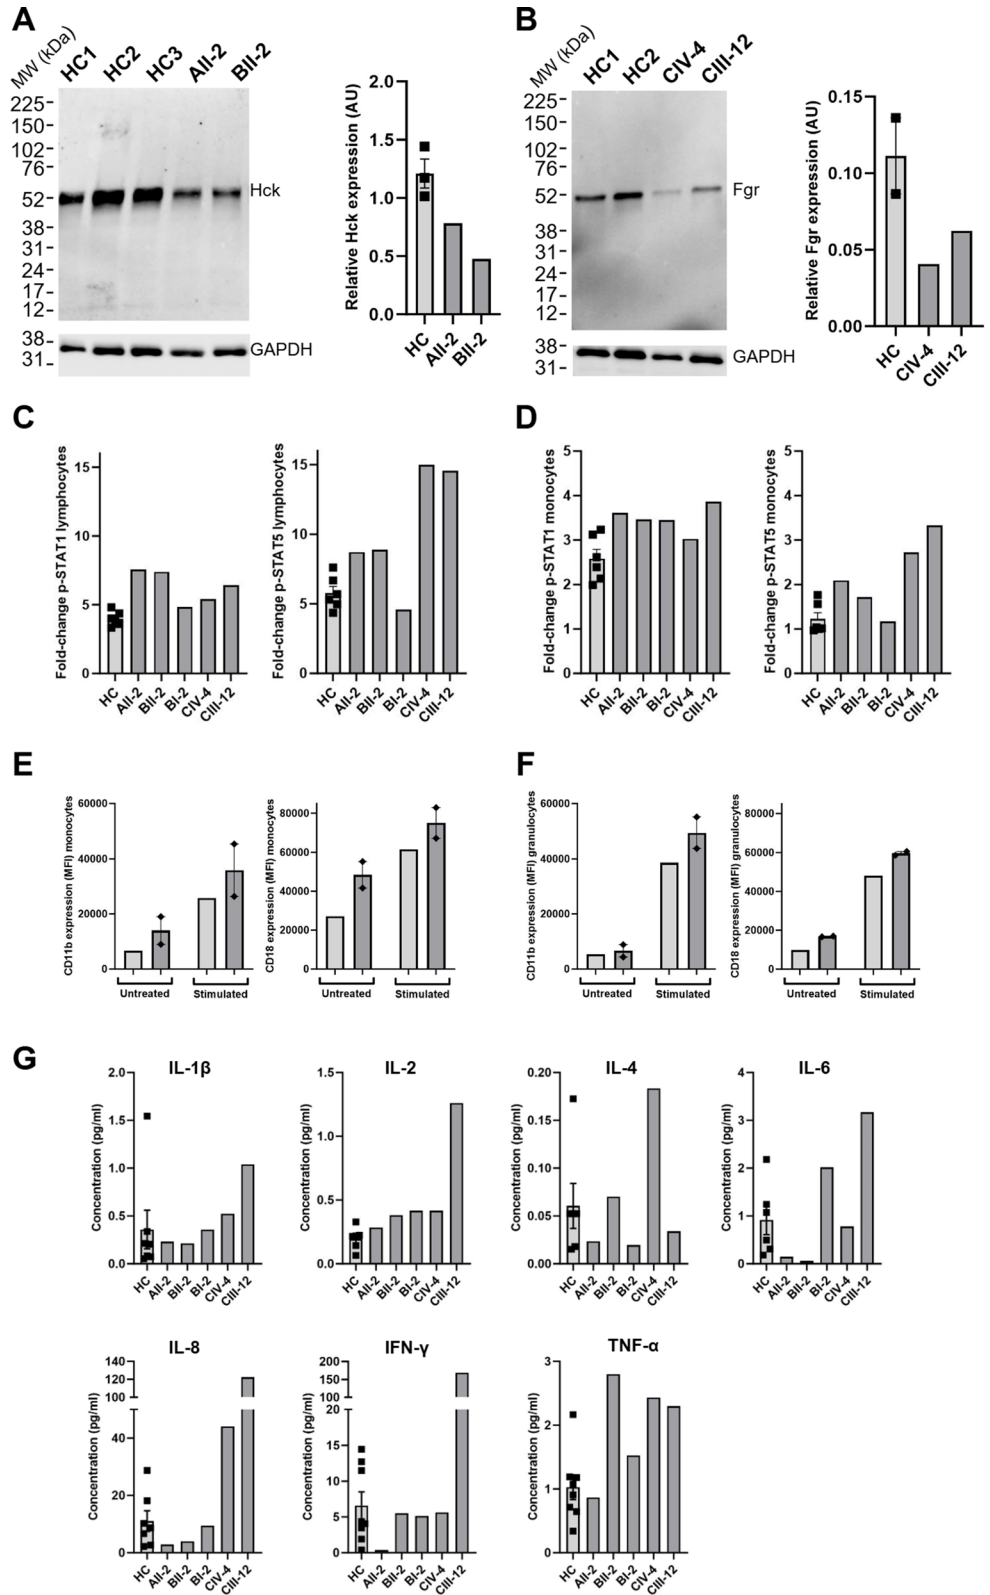 A
MW (kDa)
HC1
HC2
HC3
AII-2
BII-2
225
150
102
76
52
38
31
24
17
12
38
31
Hck
GAPDH
Relative Hck expression (AU)
2.0
1.5
1.0
0.5
0.0
HC
AII-2
BII-2
B
MW (kDa)
HC1
HC2
CIV-4
CIII-12
225
150
102
76
52
38
31
24
17
12
38
31
Fgr
GAPDH
Relative Fgr expression (AU)
0.15
0.10
0.05
0.00
HC
CIV-4
CIII-12
C
Fold-change p-STAT1 lymphocytes
15
10
5
0
HC
AII-2
BII-2
BI-2
CIV-4
CIII-12
Fold-change p-STAT5 lymphocytes
15
10
5
0
HC
AII-2
BII-2
BI-2
CIV-4
CIII-12
D
Fold-change p-STAT1 monocytes
5
4
3
2
1
0
HC
AII-2
BII-2
BI-2
CIV-4
CIII-12
Fold-change p-STAT5 monocytes
5
4
3
2
1
0
HC
AII-2
BII-2
BI-2
CIV-4
CIII-12
E
CD11b expression (MFI) monocytes
60000
40000
20000
0
Untreated
Stimulated
CD18 expression (MFI) monocytes
80000
60000
40000
20000
0
Untreated
Stimulated
F
CD11b expression (MFI) granulocytes
60000
40000
20000
0
Untreated
Stimulated
CD18 expression (MFI) granulocytes
80000
60000
40000
20000
0
Untreated
Stimulated
G
IL-1β
Concentration (pg/ml)
2.0
1.5
1.0
0.5
0.0
HC
AII-2
BII-2
BI-2
CIV-4
CIII-12
IL-2
Concentration (pg/ml)
1.5
1.0
0.5
0.0
HC
AII-2
BII-2
BI-2
CIV-4
CIII-12
IL-4
Concentration (pg/ml)
0.20
0.15
0.10
0.05
0.00
HC
AII-2
BII-2
BI-2
CIV-4
CIII-12
IL-6
Concentration (pg/ml)
4
3
2
1
0
HC
AII-2
BII-2
BI-2
CIV-4
CIII-12
IL-8
Concentration (pg/ml)
140
120
100
40
20
0
HC
AII-2
BII-2
BI-2
CIV-4
CIII-12
IFN-γ
Concentration (pg/ml)
200
150
100
20
15
10
5
0
HC
AII-2
BII-2
BI-2
CIV-4
CIII-12
TNF-α
Concentration (pg/ml)
3
2
1
0
HC
AII-2
BII-2
BI-2
CIV-4
CIII-12